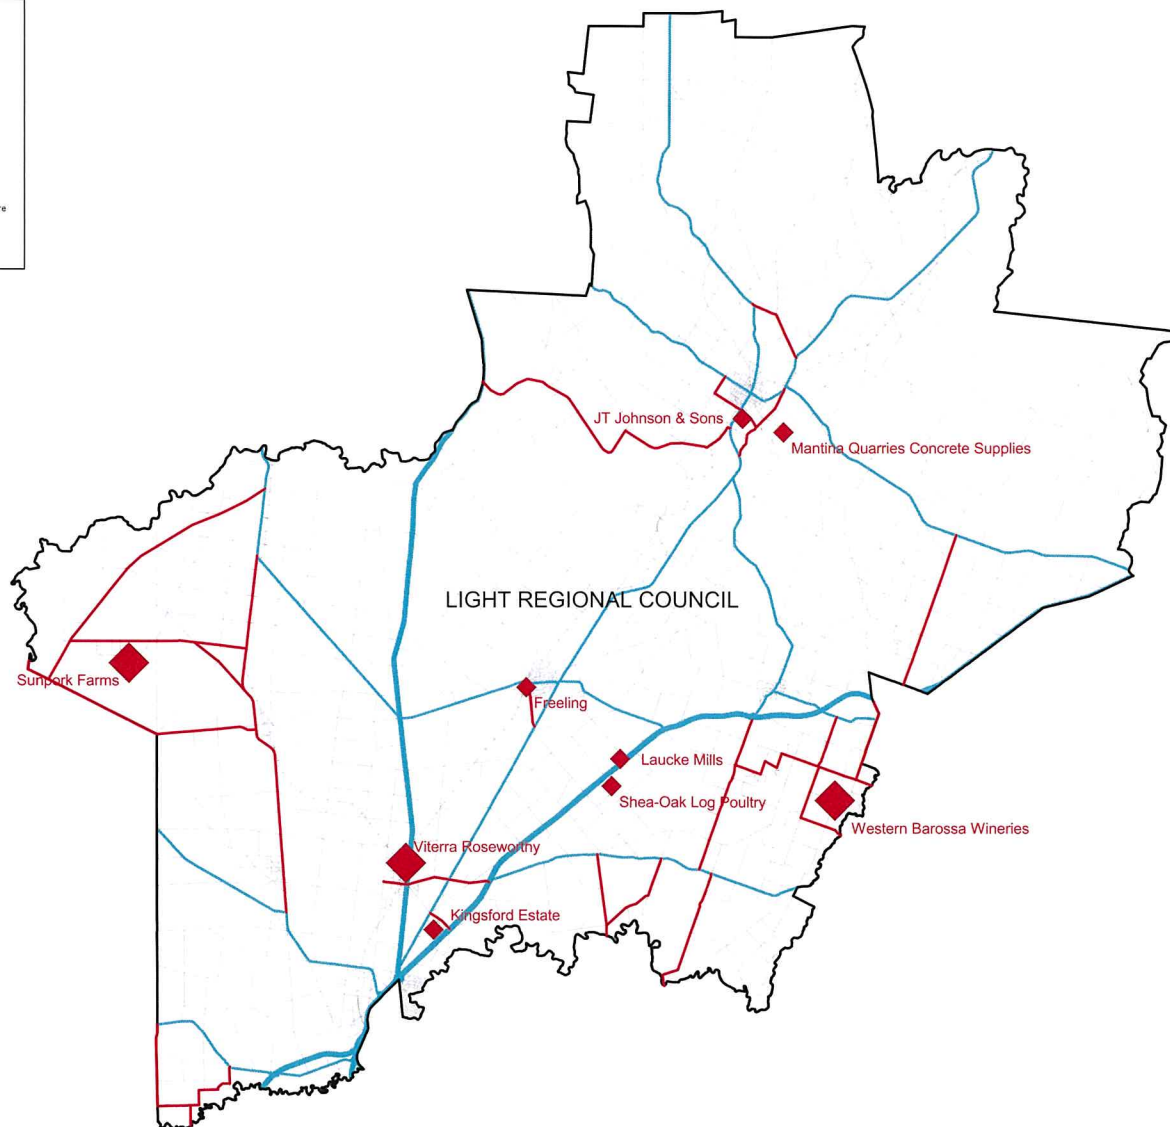 JT Johnson & Sons
Mantina Quarries Concrete Supplies
LIGHT REGIONAL COUNCIL
Sunpork Farms
Freeling
Laucke Mills
Shea-Oak Log Poultry
Western Barossa Wineries
Viterra Roseworthy
Kingsford Estate